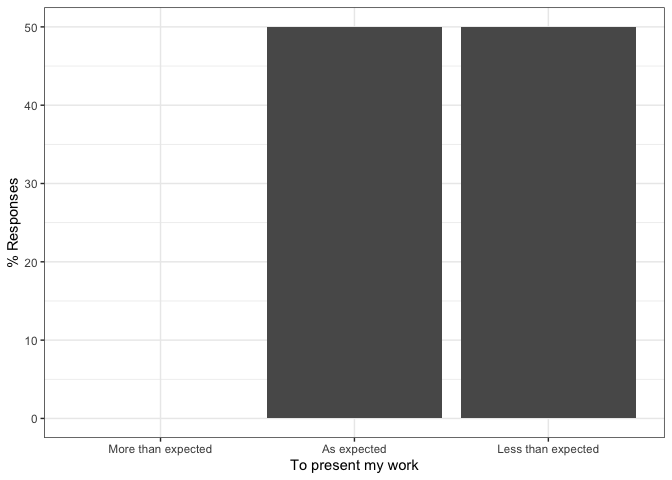 50
40
30
20
10
0
% Responses
More than expected
As expected
Less than expected
To present my work